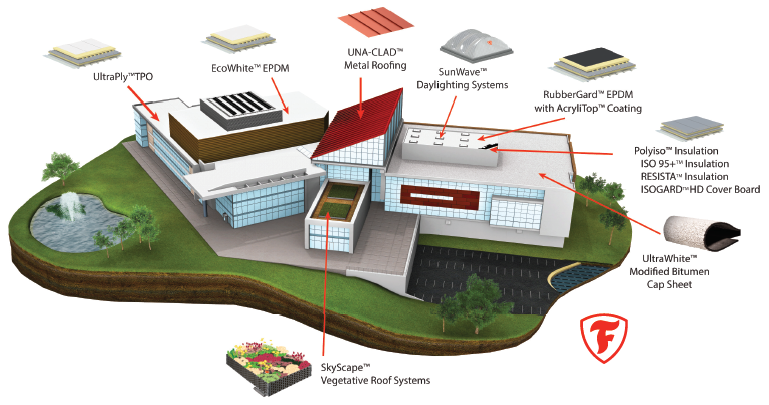 UltraPly™TPO
EcoWhite™ EPDM
UNA-CLAD™
Metal Roofing
SunWave™
Daylighting Systems
RubberGard™ EPDM
with AcryliTop™ Coating
Polyiso™ Insulation
ISO 95+™ Insulation
RESISTA™ Insulation
ISOGARD™HD Cover Board
UltraWhite™
Modified Bitumen
Cap Sheet
SkyScape™
Vegetative Roof Systems
F